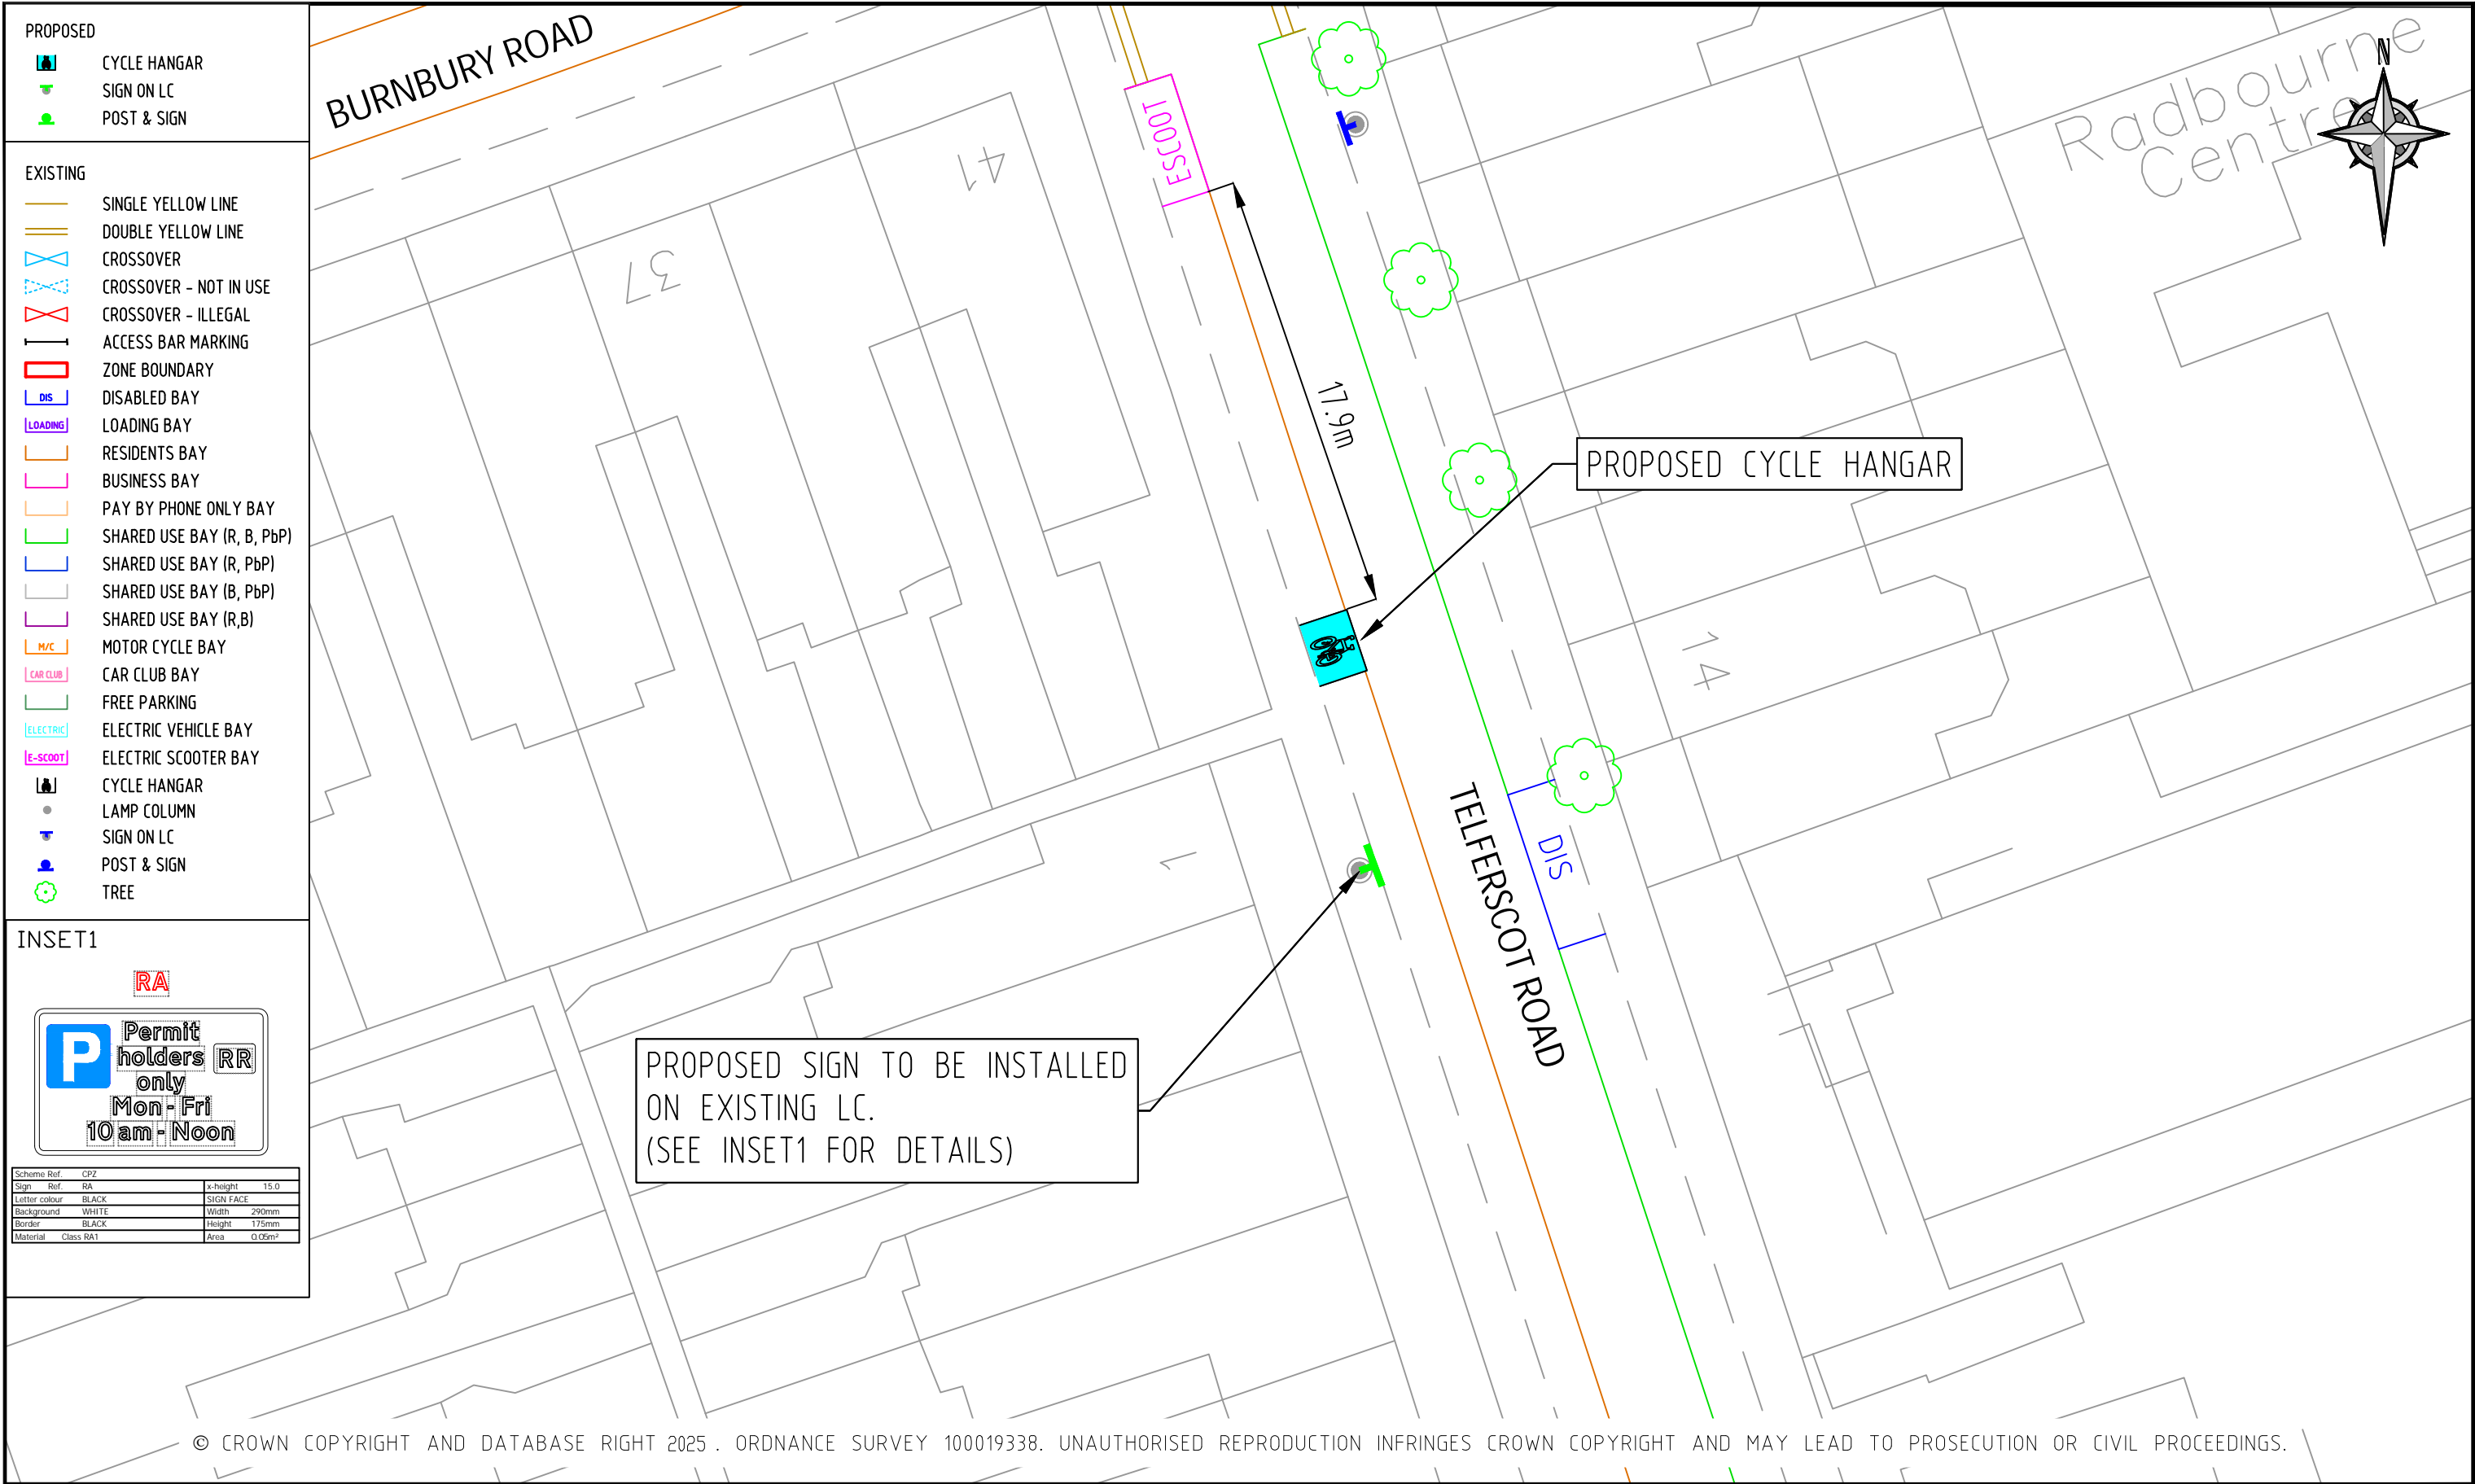 PROPOSED
CYCLE HANGAR
SIGN ON LC
POST & SIGN
EXISTING
SINGLE YELLOW LINE
DOUBLE YELLOW LINE
CROSSOVER
CROSSOVER - NOT IN USE
CROSSOVER - ILLEGAL
ACCESS BAR MARKING
ZONE BOUNDARY
DIS DISABLED BAY
LOADING LOADING BAY
RESIDENTS BAY
BUSINESS BAY
PAY BY PHONE ONLY BAY
SHARED USE BAY (R, B, PbP)
SHARED USE BAY (R, PbP)
SHARED USE BAY (B, PbP)
SHARED USE BAY (R,B)
M/C MOTOR CYCLE BAY
CAR CLUB CAR CLUB BAY
FREE PARKING
ELECTRIC ELECTRIC VEHICLE BAY
E-SCOOT ELECTRIC SCOOTER BAY
CYCLE HANGAR
LAMP COLUMN
SIGN ON LC
POST & SIGN
TREE
INSET1
RA
P Permit
holders RR
only
Mon - Fri
10 am - Noon
Scheme Ref. CPZ
Sign Ref. RA x-height 15.0
Letter colour BLACK SIGN FACE
Background WHITE Width 290mm
Border BLACK Height 175mm
Material Class RA1 Area 0.05m²
BURNBURY ROAD
ESCOOT
41
37
Radbourne
Centre
N
17.9m
PROPOSED CYCLE HANGAR
14
1
DIS
TELFERSCOT ROAD
PROPOSED SIGN TO BE INSTALLED
ON EXISTING LC.
(SEE INSET1 FOR DETAILS)
© CROWN COPYRIGHT AND DATABASE RIGHT 2025 . ORDNANCE SURVEY 100019338. UNAUTHORISED REPRODUCTION INFRINGES CROWN COPYRIGHT AND MAY LEAD TO PROSECUTION OR CIVIL PROCEEDINGS.